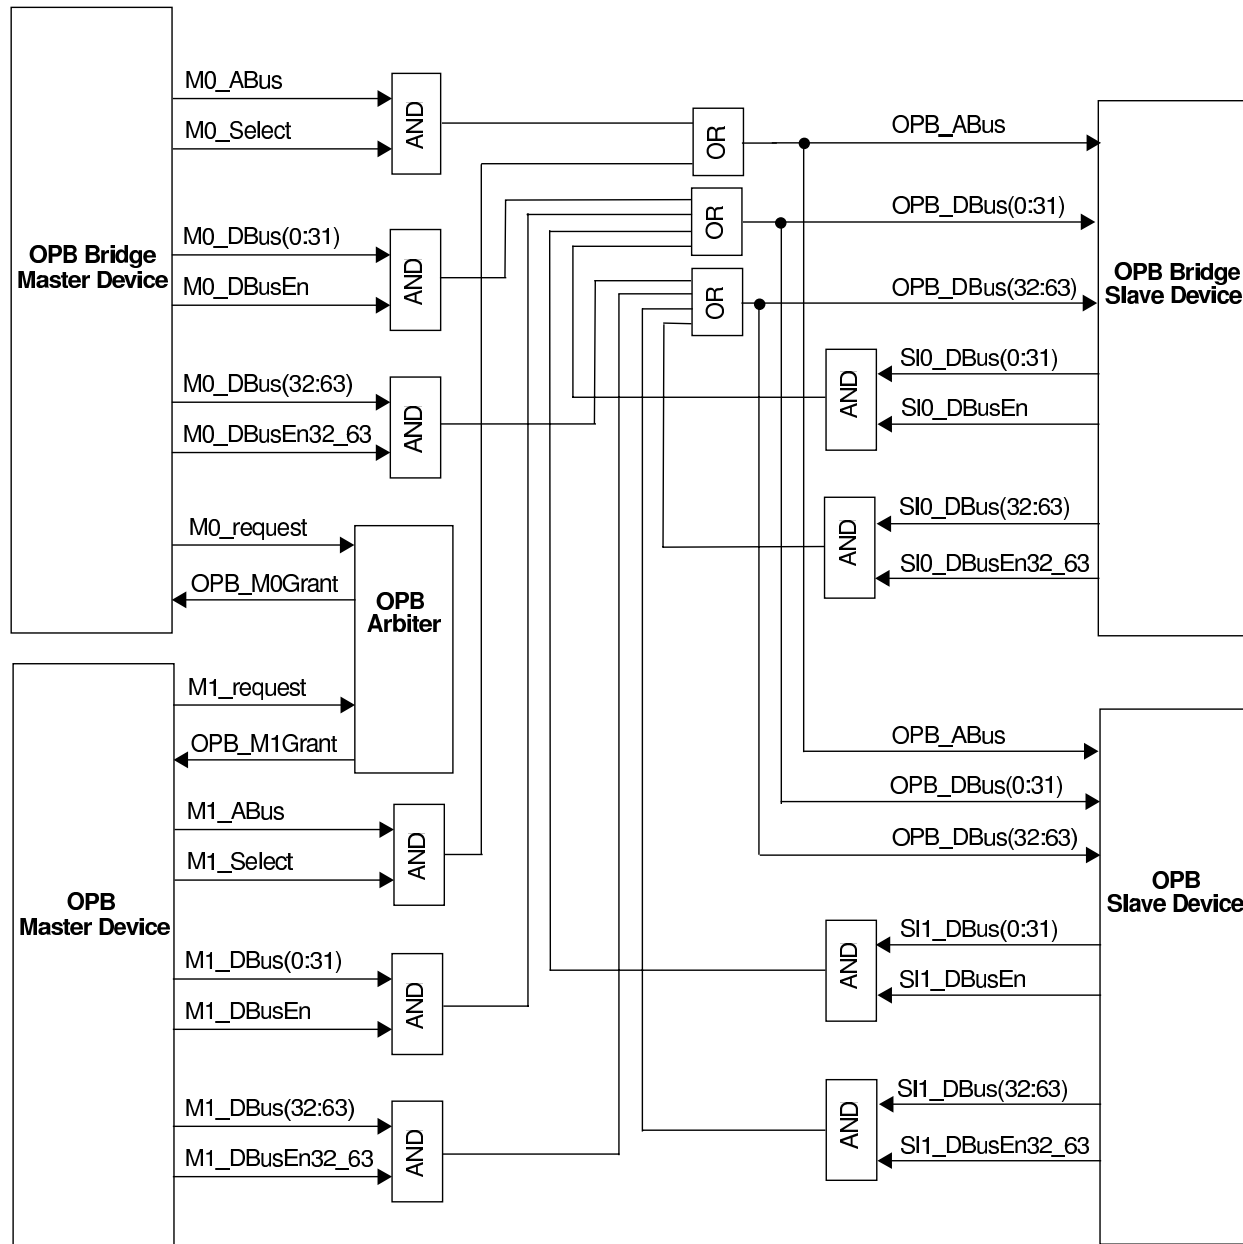 M0_ABus
M0_Select
AND
OR
OPB_ABus
OPB Bridge
Master Device
M0_DBus(0:31)
M0_DBusEn
AND
OR
OPB_DBus(0:31)
OPB Bridge
Slave Device
OR
OPB_DBus(32:63)
M0_DBus(32:63)
M0_DBusEn32_63
AND
AND
Sl0_DBus(0:31)
Sl0_DBusEn
AND
Sl0_DBus(32:63)
Sl0_DBusEn32_63
M0_request
OPB_M0Grant
OPB
Arbiter
M1_request
OPB_M1Grant
OPB_ABus
OPB_DBus(0:31)
OPB_DBus(32:63)
M1_ABus
M1_Select
AND
OPB
Master Device
OPB
Slave Device
M1_DBus(0:31)
M1_DBusEn
AND
AND
Sl1_DBus(0:31)
Sl1_DBusEn
M1_DBus(32:63)
M1_DBusEn32_63
AND
AND
Sl1_DBus(32:63)
Sl1_DBusEn32_63